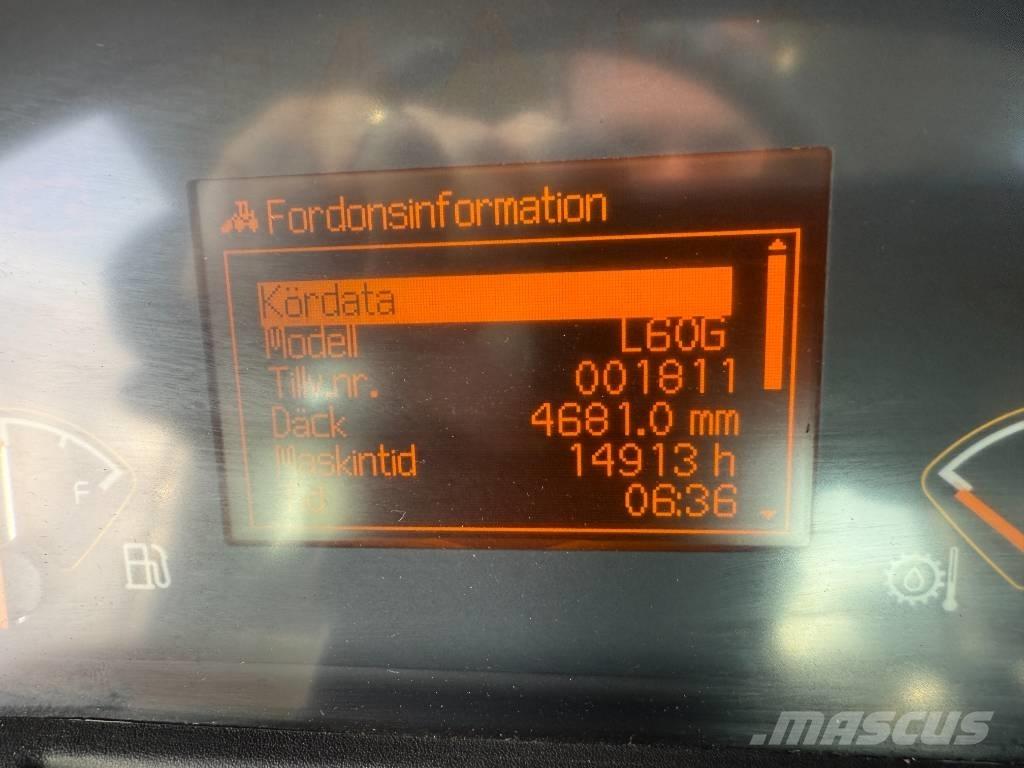 Fordonsinformation
Kördata
Modell L60G
Tillv.nr. 001811
Däck 4681.0 mm
Maskintid 14913 h
06:36
F
MASCUS